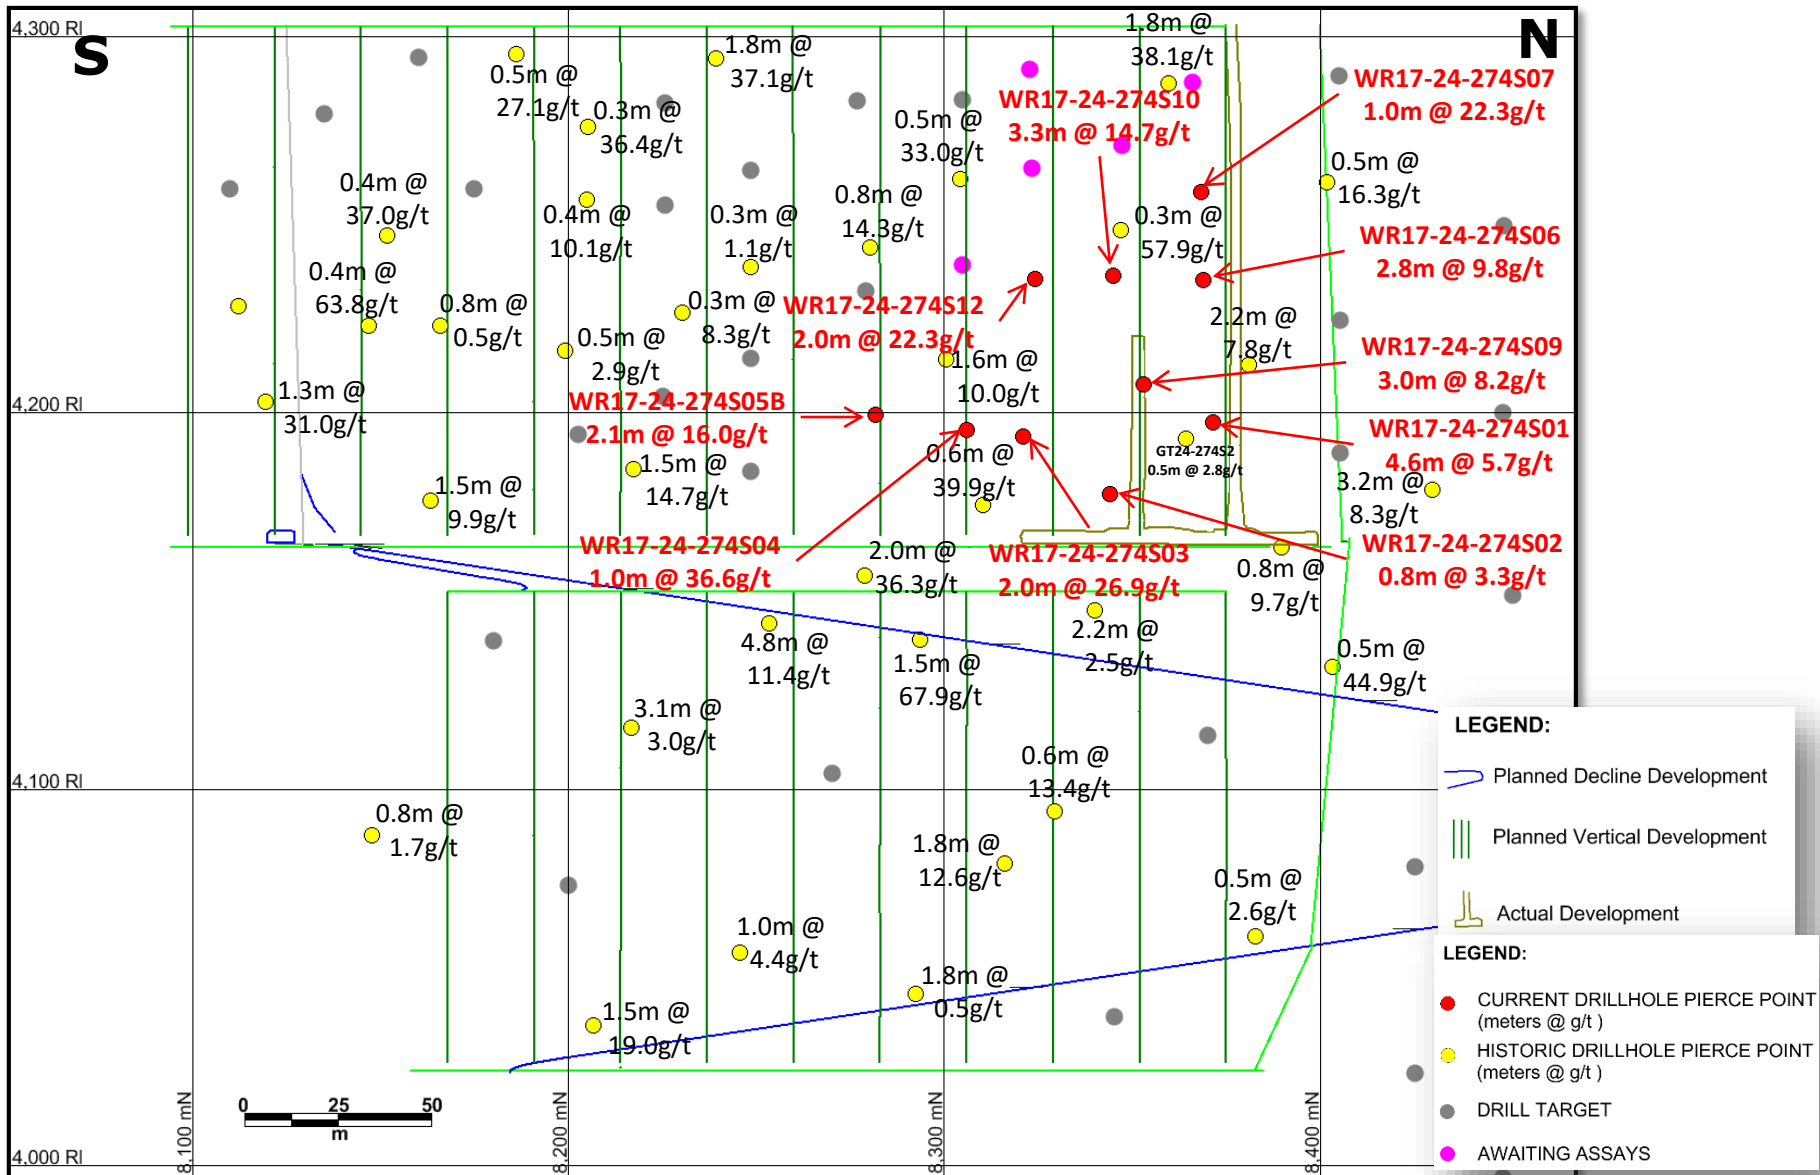 4,300 Rl
S
N
1.8m @
38.1g/t
0.5m @
27.1g/t
1.8m @
37.1g/t
0.3m @
36.4g/t
WR17-24-274S10
3.3m @ 14.7g/t
WR17-24-274S07
1.0m @ 22.3g/t
0.5m @
33.0g/t
0.5m @
16.3g/t
0.4m @
37.0g/t
0.4m @
10.1g/t
0.3m @
1.1g/t
0.8m @
14.3g/t
0.3m @
57.9g/t
WR17-24-274S06
2.8m @ 9.8g/t
0.4m @
63.8g/t
0.8m @
0.5g/t
0.3m @
8.3g/t
WR17-24-274S12
2.0m @ 22.3g/t
2.2m @
7.8g/t
0.5m @
2.9g/t
1.6m @
10.0g/t
WR17-24-274S09
3.0m @ 8.2g/t
4,200 Rl
1.3m @
31.0g/t
WR17-24-274S05B
2.1m @ 16.0g/t
WR17-24-274S01
4.6m @ 5.7g/t
GT24-274S2
0.5m @ 2.8g/t
0.6m @
39.9g/t
1.5m @
14.7g/t
1.5m @
9.9g/t
3.2m @
8.3g/t
WR17-24-274S04
1.0m @ 36.6g/t
2.0m @
36.3g/t
WR17-24-274S03
2.0m @ 26.9g/t
WR17-24-274S02
0.8m @ 3.3g/t
0.8m @
9.7g/t
4.8m @
11.4g/t
1.5m @
67.9g/t
2.2m @
2.5g/t
0.5m @
44.9g/t
3.1m @
3.0g/t
0.6m @
13.4g/t
4,100 Rl
0.8m @
1.7g/t
1.8m @
12.6g/t
0.5m @
2.6g/t
1.0m @
4.4g/t
1.8m @
0.5g/t
1.5m @
19.0g/t
0 25 50
m
4,000 Rl
8,100 mN
8,200 mN
8,300 mN
8,400 mN
LEGEND:
Planned Decline Development
Planned Vertical Development
Actual Development
LEGEND:
CURRENT DRILLHOLE PIERCE POINT
(meters @ g/t )
HISTORIC DRILLHOLE PIERCE POINT
(meters @ g/t )
DRILL TARGET
AWAITING ASSAYS